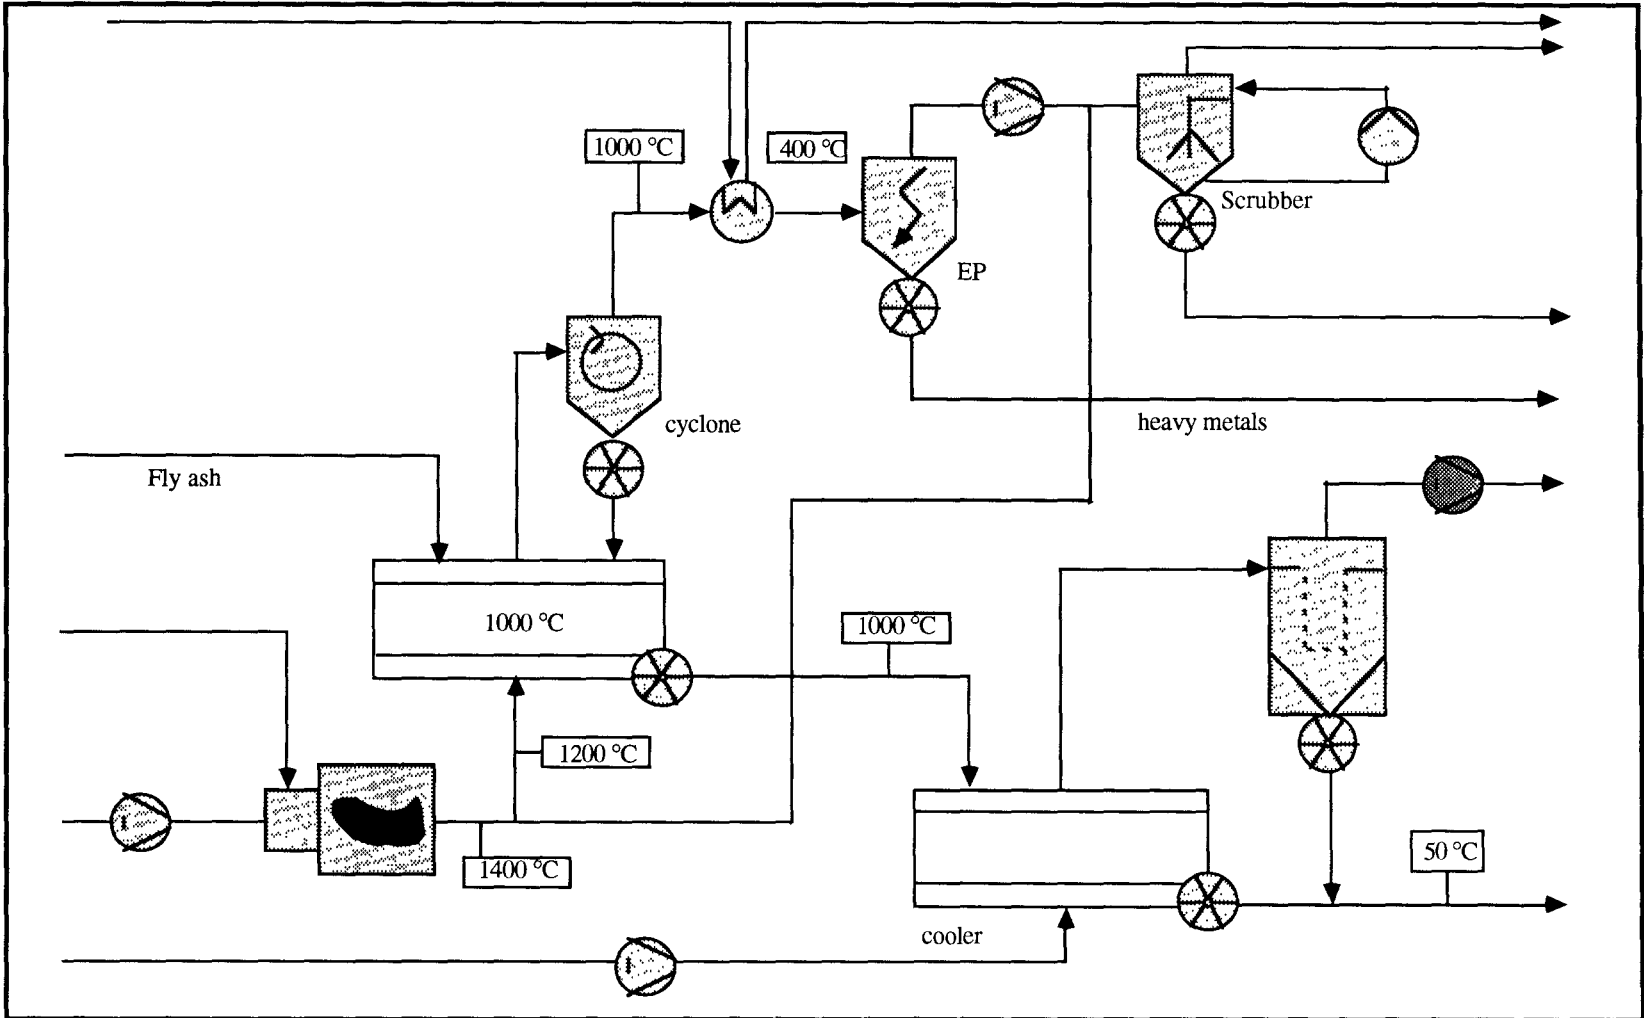 1000 °C
400 °C
Scrubber
EP
cyclone
heavy metals
Fly ash
1000 °C
1000 °C
1200 °C
1400 °C
50 °C
cooler